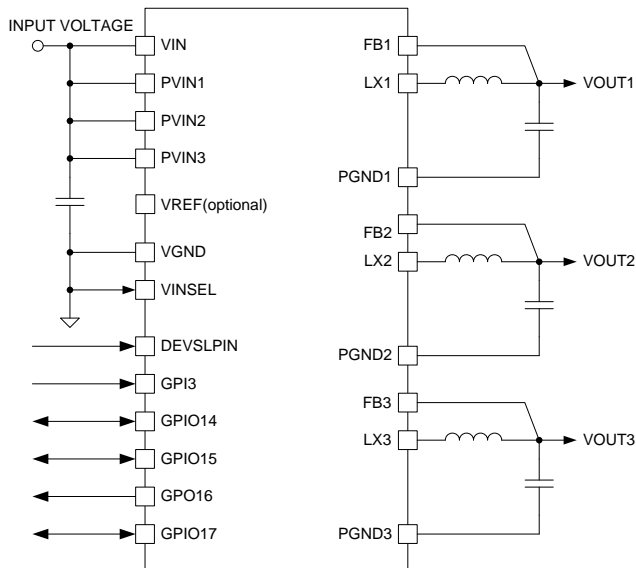 INPUT VOLTAGE
VIN
PVIN1
PVIN2
PVIN3
VREF(optional)
VGND
VINSEL
DEVSLPIN
GPI3
GPIO14
GPIO15
GPO16
GPIO17
FB1
LX1
VOUT1
PGND1
FB2
LX2
VOUT2
PGND2
FB3
LX3
VOUT3
PGND3